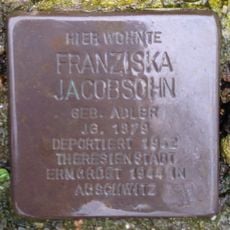 HIER WOHNTE
FRANZISKA
JACOBSOHN
GEB. ADLER
JG. 1879
DEPORTIERT 1942
THERESIENSTADT
ERMORDET 1944 IN
AUSCHWITZ